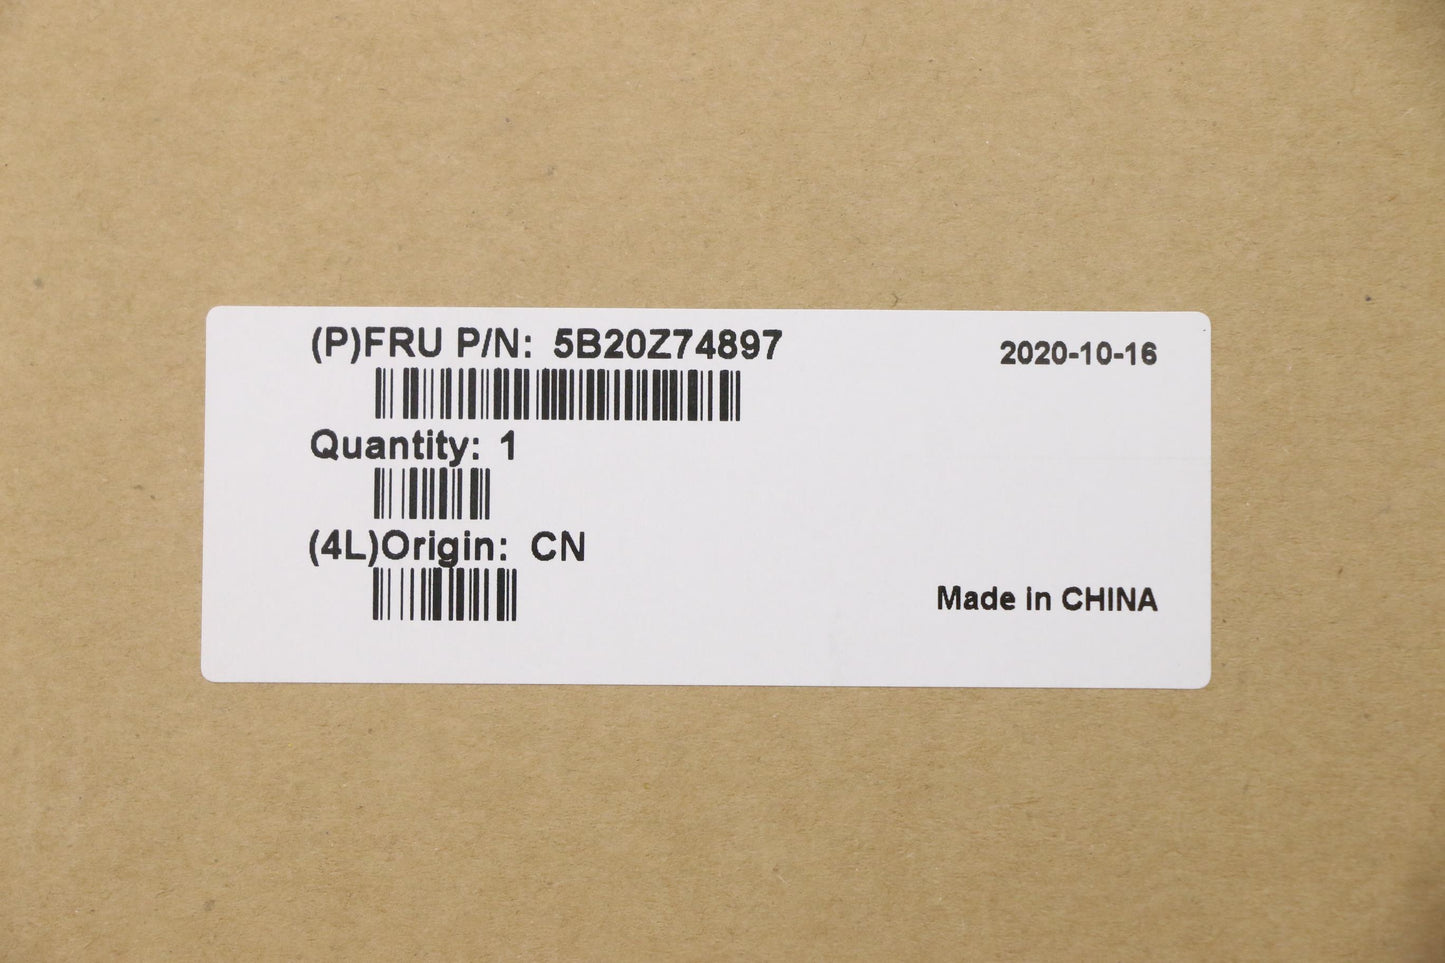 (P)FRU P/N: 5B20Z74897
2020-10-16
Quantity: 1
(4L)Origin: CN
Made in CHINA